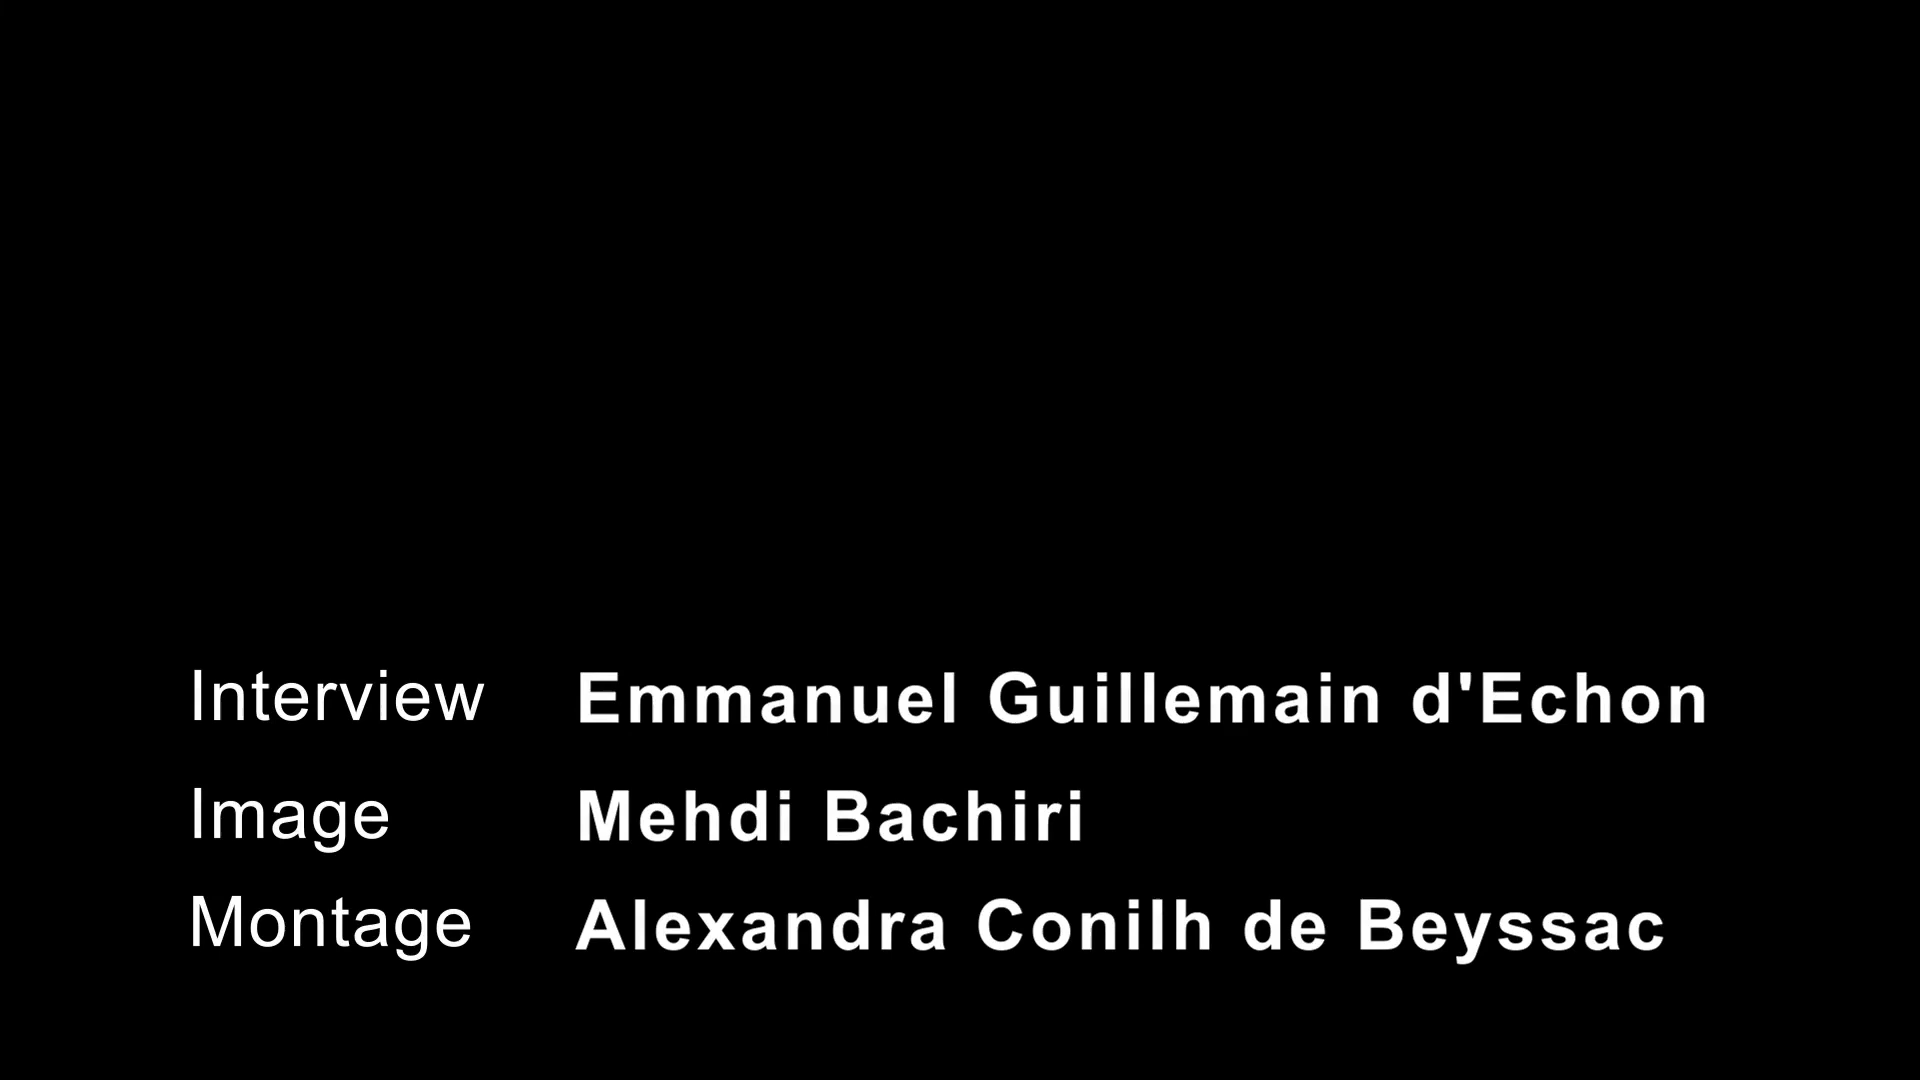 Interview Emmanuel Guillemain d'Echon
Image Mehdi Bachiri
Montage Alexandra Conilh de Beyssac